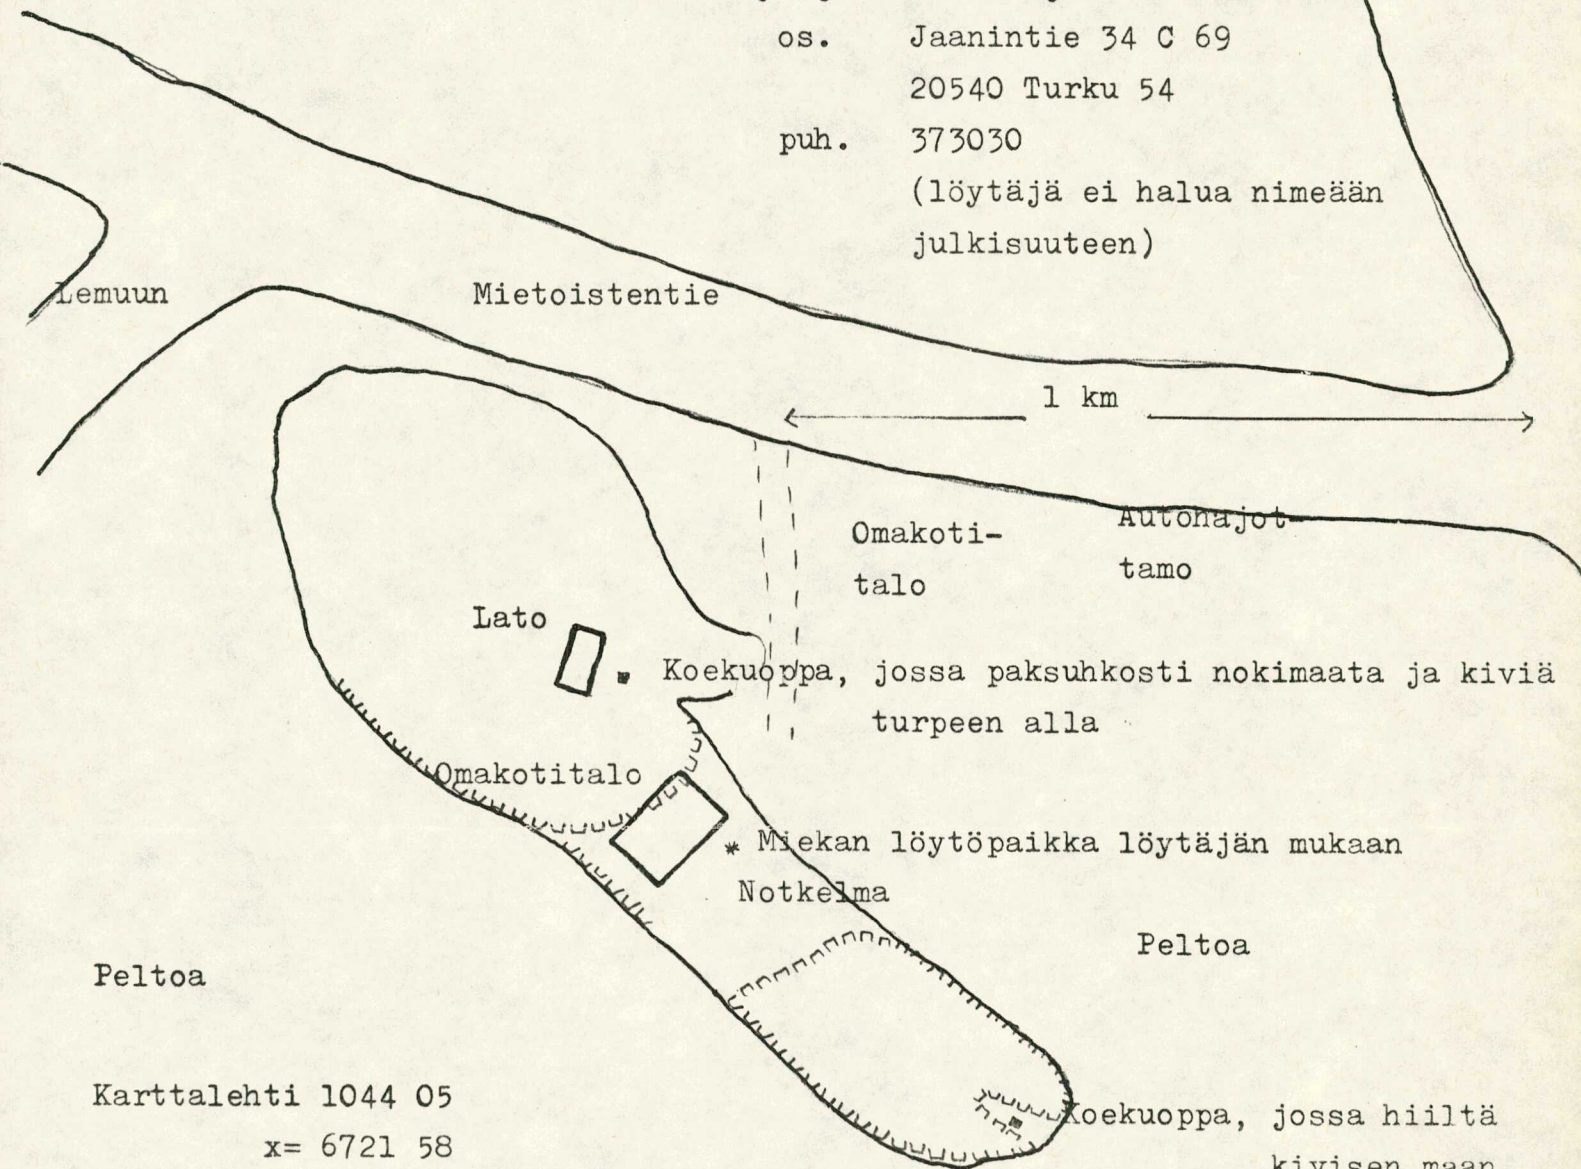 os. Jaanintie 34 C 69
20540 Turku 54
puh. 373030
(löytäjä ei halua nimeään
julkisuuteen)
Lemuun
Mietoistentie
1 km
Omakoti-
talo
Autohajot-
tamo
Lato
Koekuoppa, jossa paksuhkosti nokimaata ja kiviä
turpeen alla
Omakotitalo
* Miekan löytöpaikka löytäjän mukaan
Notkelma
Peltoa
Peltoa
Karttalehti 1044 05
x= 6721 58
Koekuoppa, jossa hiiltä
kivisen maan